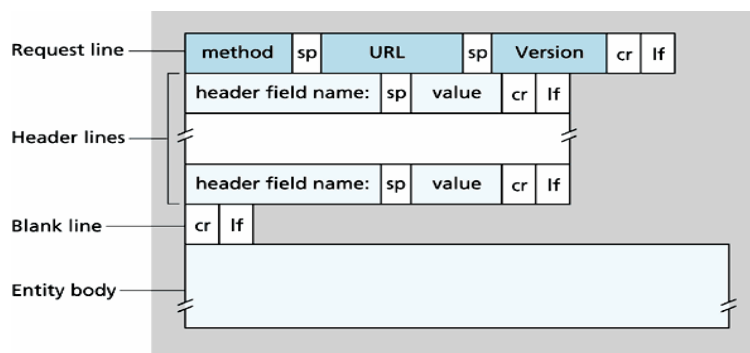 Request line method sp URL sp Version cr lf
header field name: sp value cr lf
Header lines
header field name: sp value cr lf
Blank line cr lf
Entity body